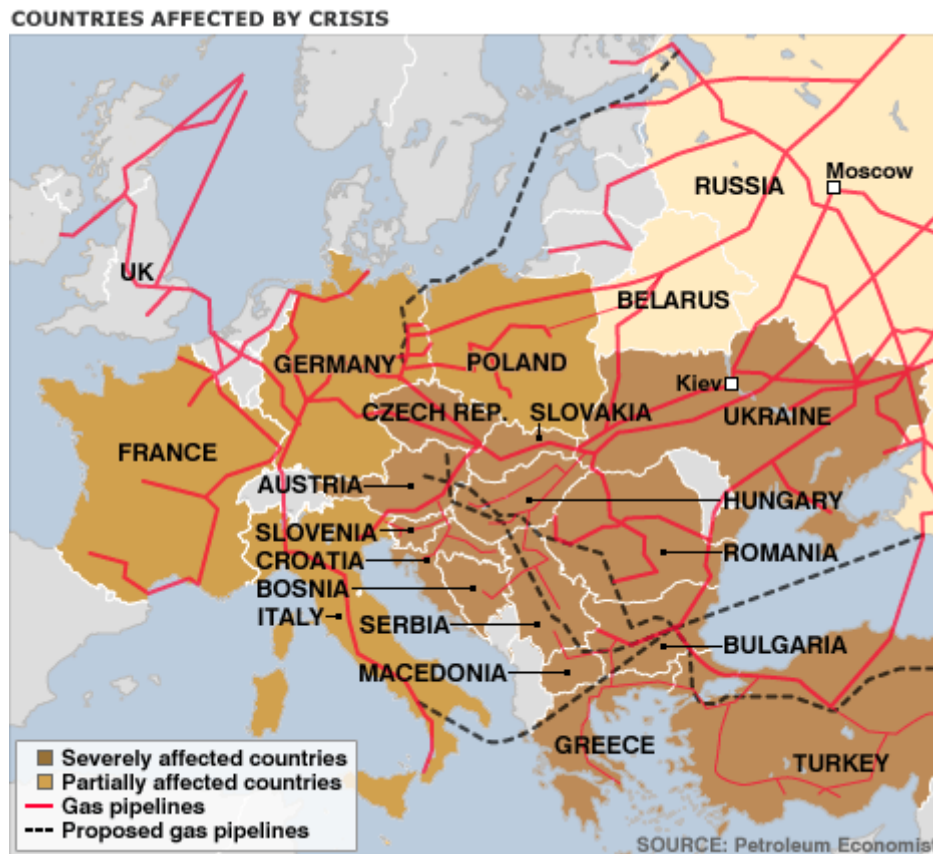 COUNTRIES AFFECTED BY CRISIS
Moscow
RUSSIA
UK
BELARUS
GERMANY
POLAND
Kiev
CZECH REP.
SLOVAKIA
UKRAINE
FRANCE
AUSTRIA
HUNGARY
SLOVENIA
ROMANIA
CROATIA
BOSNIA
ITALY
SERBIA
BULGARIA
MACEDONIA
GREECE
TURKEY
Severely affected countries
Partially affected countries
Gas pipelines
Proposed gas pipelines
SOURCE: Petroleum Economist